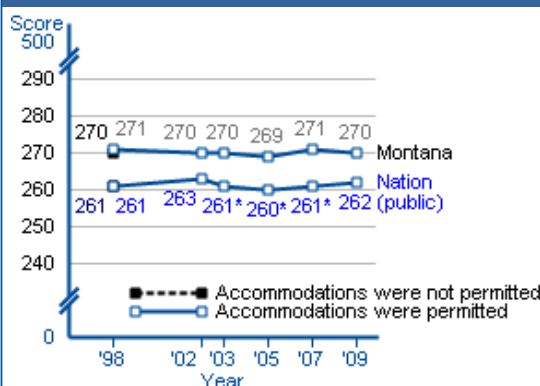 Score
500
290
280
270 271 270 270 269 271 270
270 Montana
260 Nation
(public)
261 261 263 261* 260* 261* 262
250
240
Accommodations were not permitted
Accommodations were permitted
0
'98 '02 '03 '05 '07 '09
Year